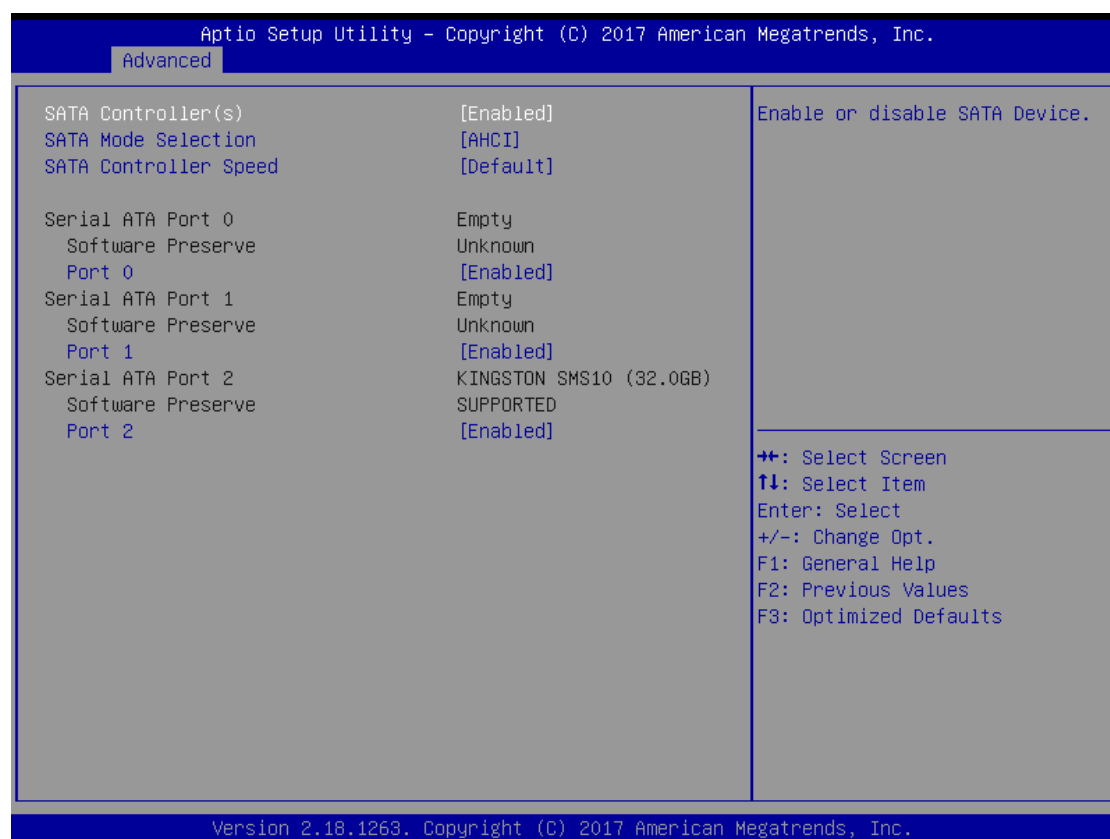 Aptio Setup Utility – Copyright (C) 2017 American Megatrends, Inc.
Advanced
SATA Controller(s) [Enabled]
SATA Mode Selection [AHCI]
SATA Controller Speed [Default]
Serial ATA Port 0 Empty
Software Preserve Unknown
Port 0 [Enabled]
Serial ATA Port 1 Empty
Software Preserve Unknown
Port 1 [Enabled]
Serial ATA Port 2 KINGSTON SMS10 (32.0GB)
Software Preserve SUPPORTED
Port 2 [Enabled]
Enable or disable SATA Device.
→←: Select Screen
↑↓: Select Item
Enter: Select
+/-: Change Opt.
F1: General Help
F2: Previous Values
F3: Optimized Defaults
Version 2.18.1263. Copyright (C) 2017 American Megatrends, Inc.